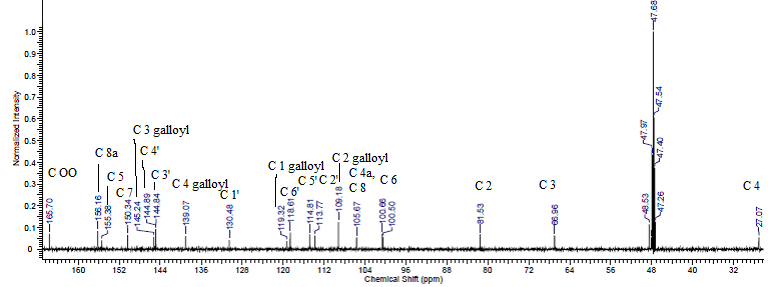 1.0
0.9
0.8
0.7
0.6
0.5
0.4
0.3
0.2
0.1
0
Normalized Intensity
C OO
C 8a
C 5
C 7
C 3 galloyl
C 4'
C 3'
C 4 galloyl
C 1'
C 1 galloyl
C 6'
C 5'
C 2'
C 2 galloyl
C 4a,
C 8
C 6
C 2
C 3
C 4
165.70
156.16
155.38
150.34
145.24
144.89
144.84
139.07
130.48
119.32
118.61
114.81
113.77
109.18
105.67
100.66
100.50
81.53
66.96
48.53
47.97
47.68
47.54
47.40
47.26
27.07
160 152 144 136 128 120 112 104 96 88 80 72 64 56 48 40 32
Chemical Shift (ppm)